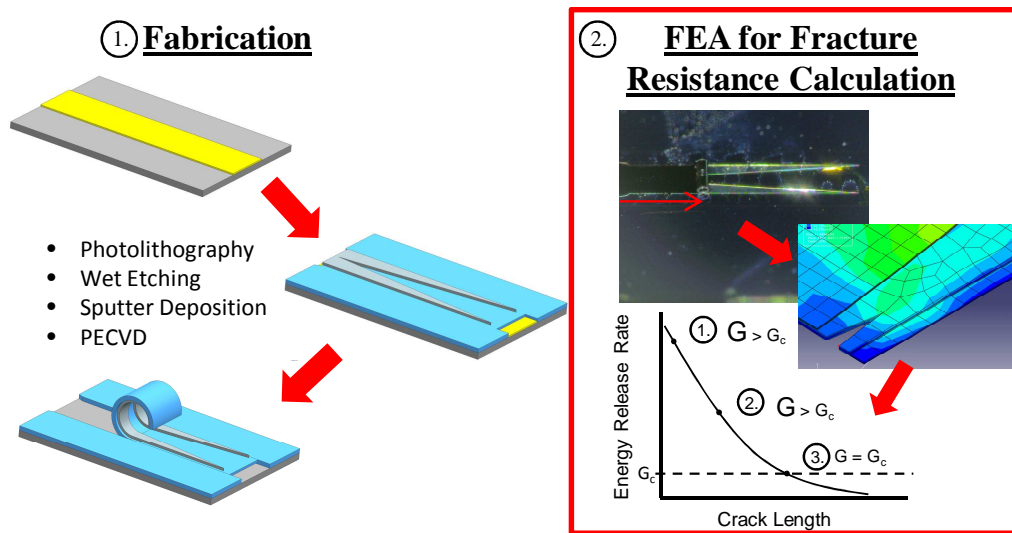 1. Fabrication
• Photolithography
• Wet Etching
• Sputter Deposition
• PECVD
2. FEA for Fracture
Resistance Calculation
Energy Release Rate
1. G > Gc
2. G > Gc
3. G = Gc
Gc
Crack Length